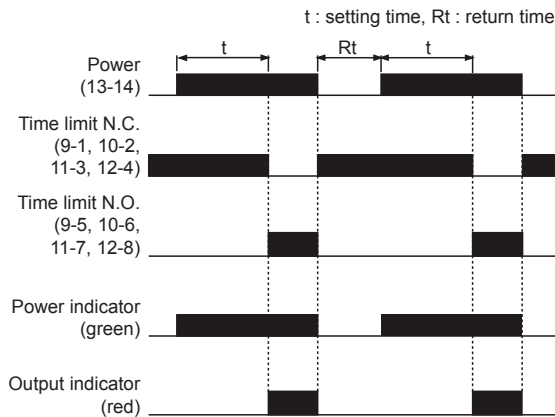 t : setting time, Rt : return time
t Rt t
Power
(13-14)
Time limit N.C.
(9-1, 10-2,
11-3, 12-4)
Time limit N.O.
(9-5, 10-6,
11-7, 12-8)
Power indicator
(green)
Output indicator
(red)